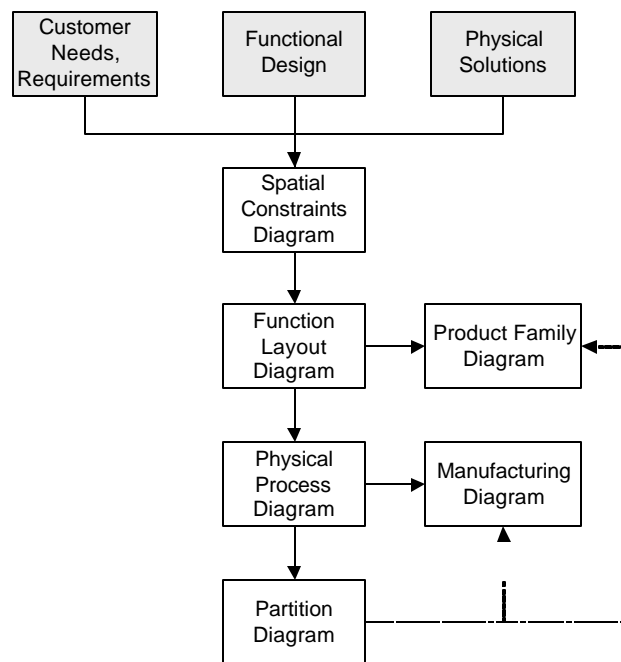 Customer
Needs,
Requirements
Functional
Design
Physical
Solutions
Spatial
Constraints
Diagram
Function
Layout
Diagram
Product Family
Diagram
Physical
Process
Diagram
Manufacturing
Diagram
Partition
Diagram